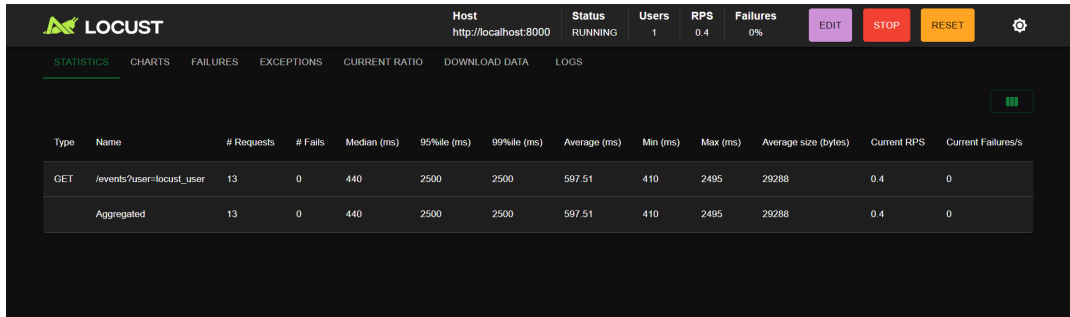 LOCUST
Host
http://localhost:8000
Status
RUNNING
Users
1
RPS
0.4
Failures
0%
EDIT
STOP
RESET
STATISTICS CHARTS FAILURES EXCEPTIONS CURRENT RATIO DOWNLOAD DATA LOGS
Type Name # Requests # Fails Median (ms) 95%ile (ms) 99%ile (ms) Average (ms) Min (ms) Max (ms) Average size (bytes) Current RPS Current Failures/s
GET /events?user=locust_user 13 0 440 2500 2500 597.51 410 2495 29288 0.4 0
Aggregated 13 0 440 2500 2500 597.51 410 2495 29288 0.4 0